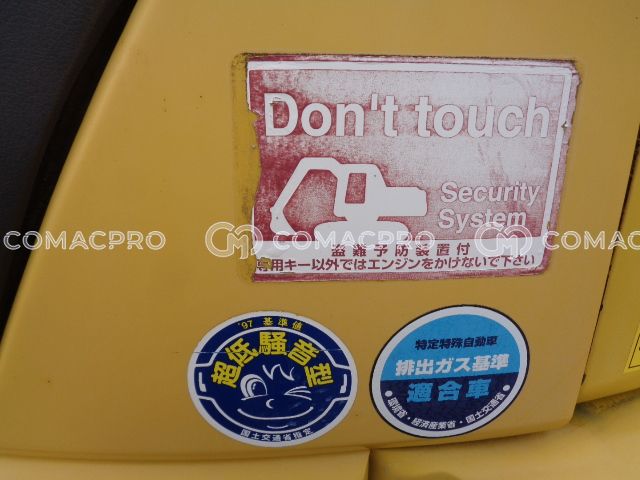 Don't touch
Security
System
盗難予防装置付
専用キー以外ではエンジンをかけないで下さい
COMACPRO
COMACPRO
COMAC
'97 基準値
超低騒音型
国土交通省指定
特定特殊自動車
排出ガス基準
適合車
・環境省・経済産業省・国土交通省・